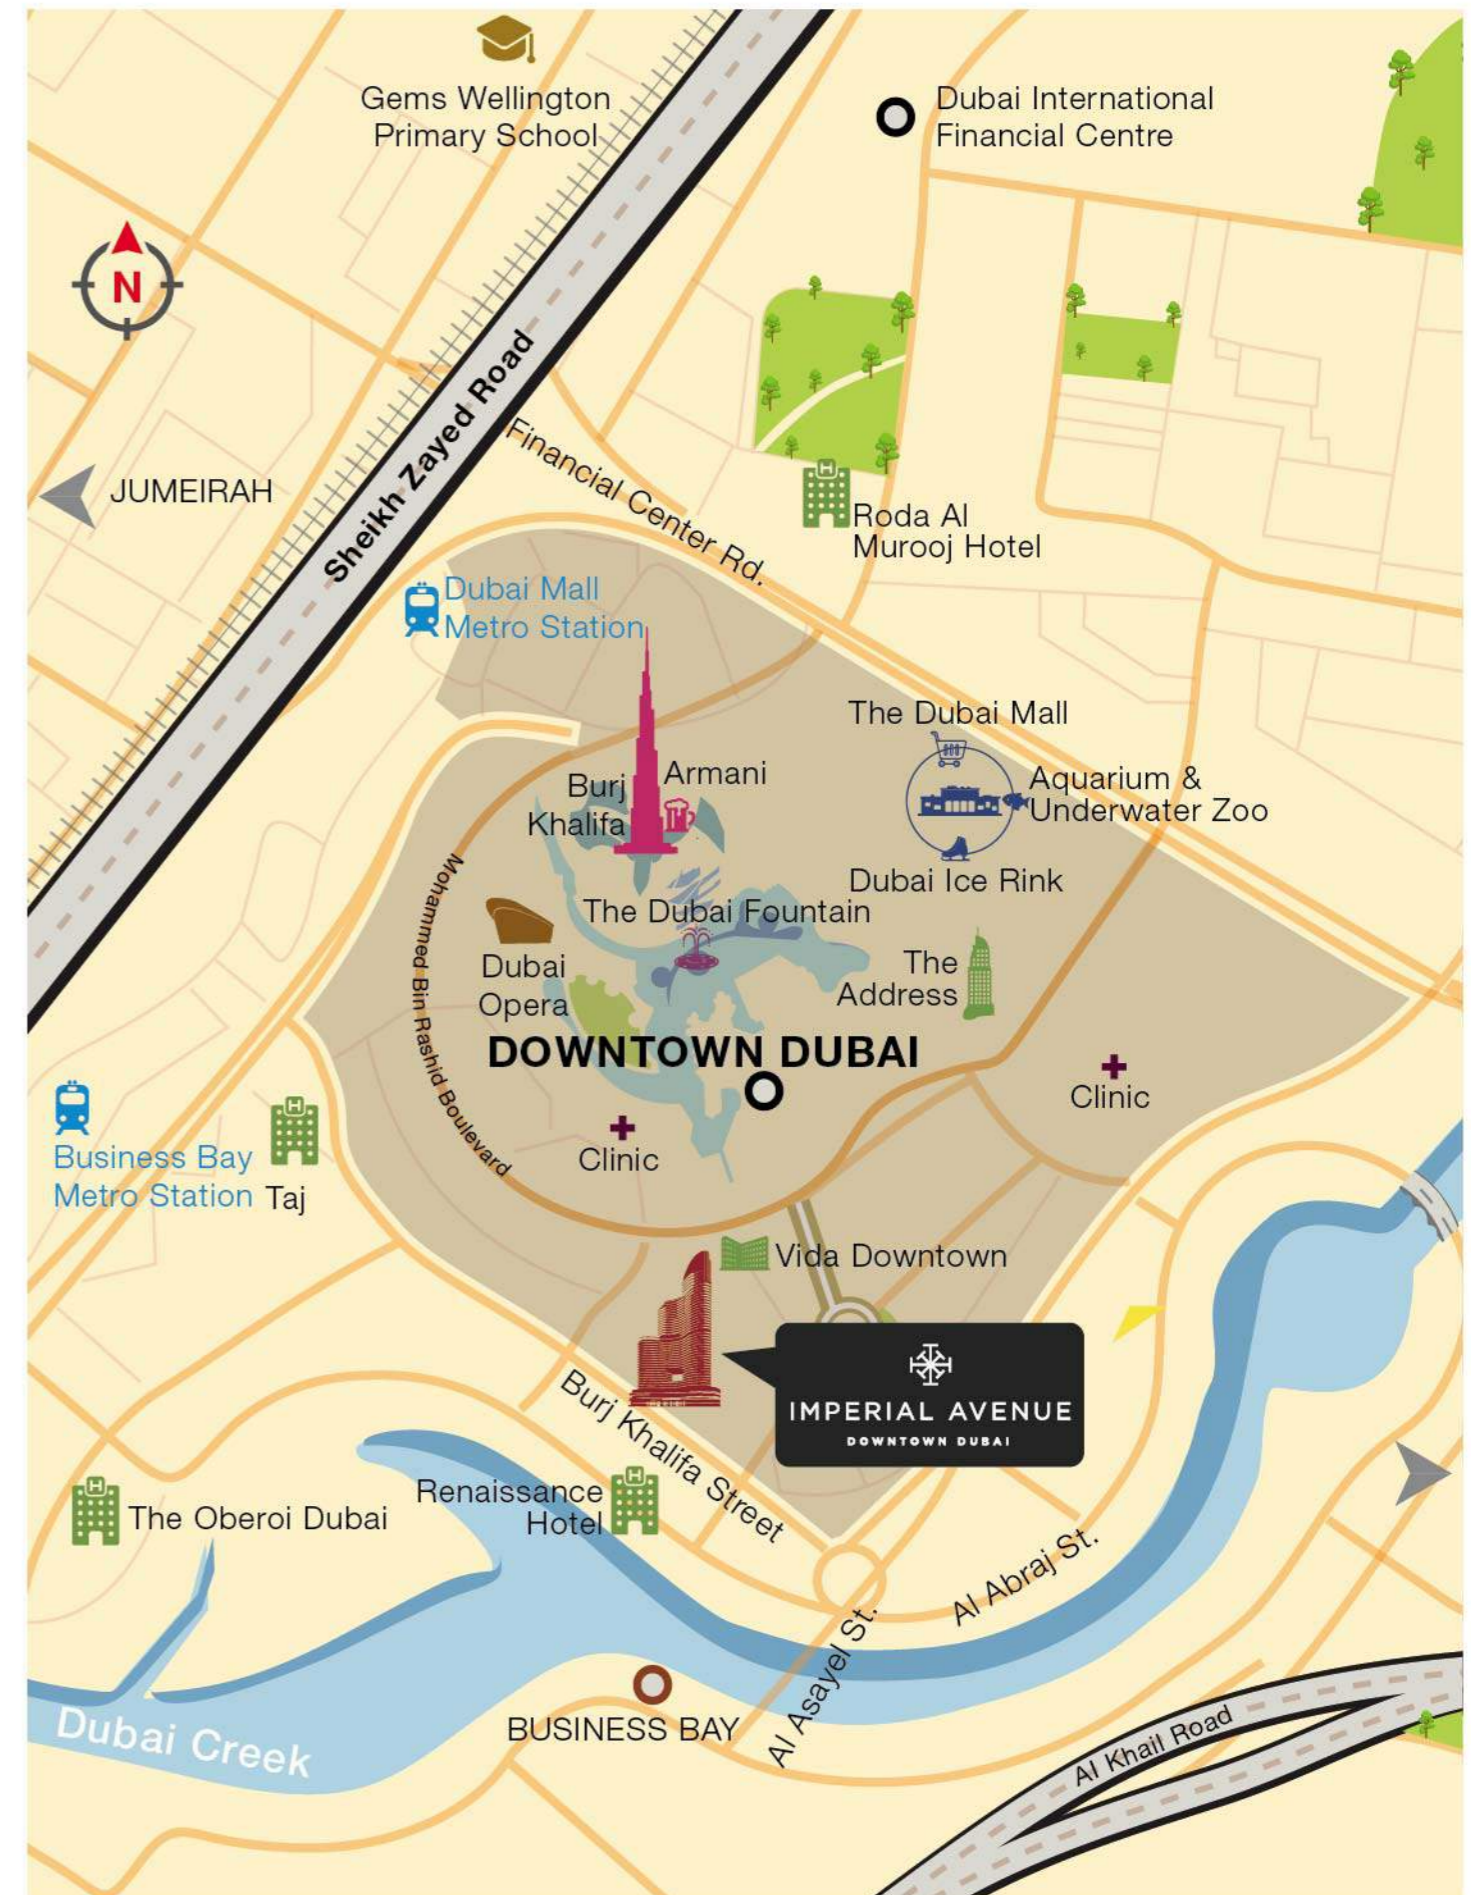 Gems Wellington
Primary School
Dubai International
Financial Centre
N
Sheikh Zayed Road
JUMEIRAH
Financial Center Rd.
H
Roda Al
Murooj Hotel
Dubai Mall
Metro Station
The Dubai Mall
Burj
Khalifa
Armani
Aquarium &
Underwater Zoo
Dubai Ice Rink
Mohammed Bin Rashid Boulevard
The Dubai Fountain
Dubai
Opera
The
Address
DOWNTOWN DUBAI
Clinic
Clinic
Business Bay
Metro Station
H
Taj
Vida Downtown
IMPERIAL AVENUE
DOWNTOWN DUBAI
Burj Khalifa Street
H
The Oberoi Dubai
Renaissance
Hotel
H
Al Abraj St.
Al Asayel St.
BUSINESS BAY
Dubai Creek
Al Khail Road